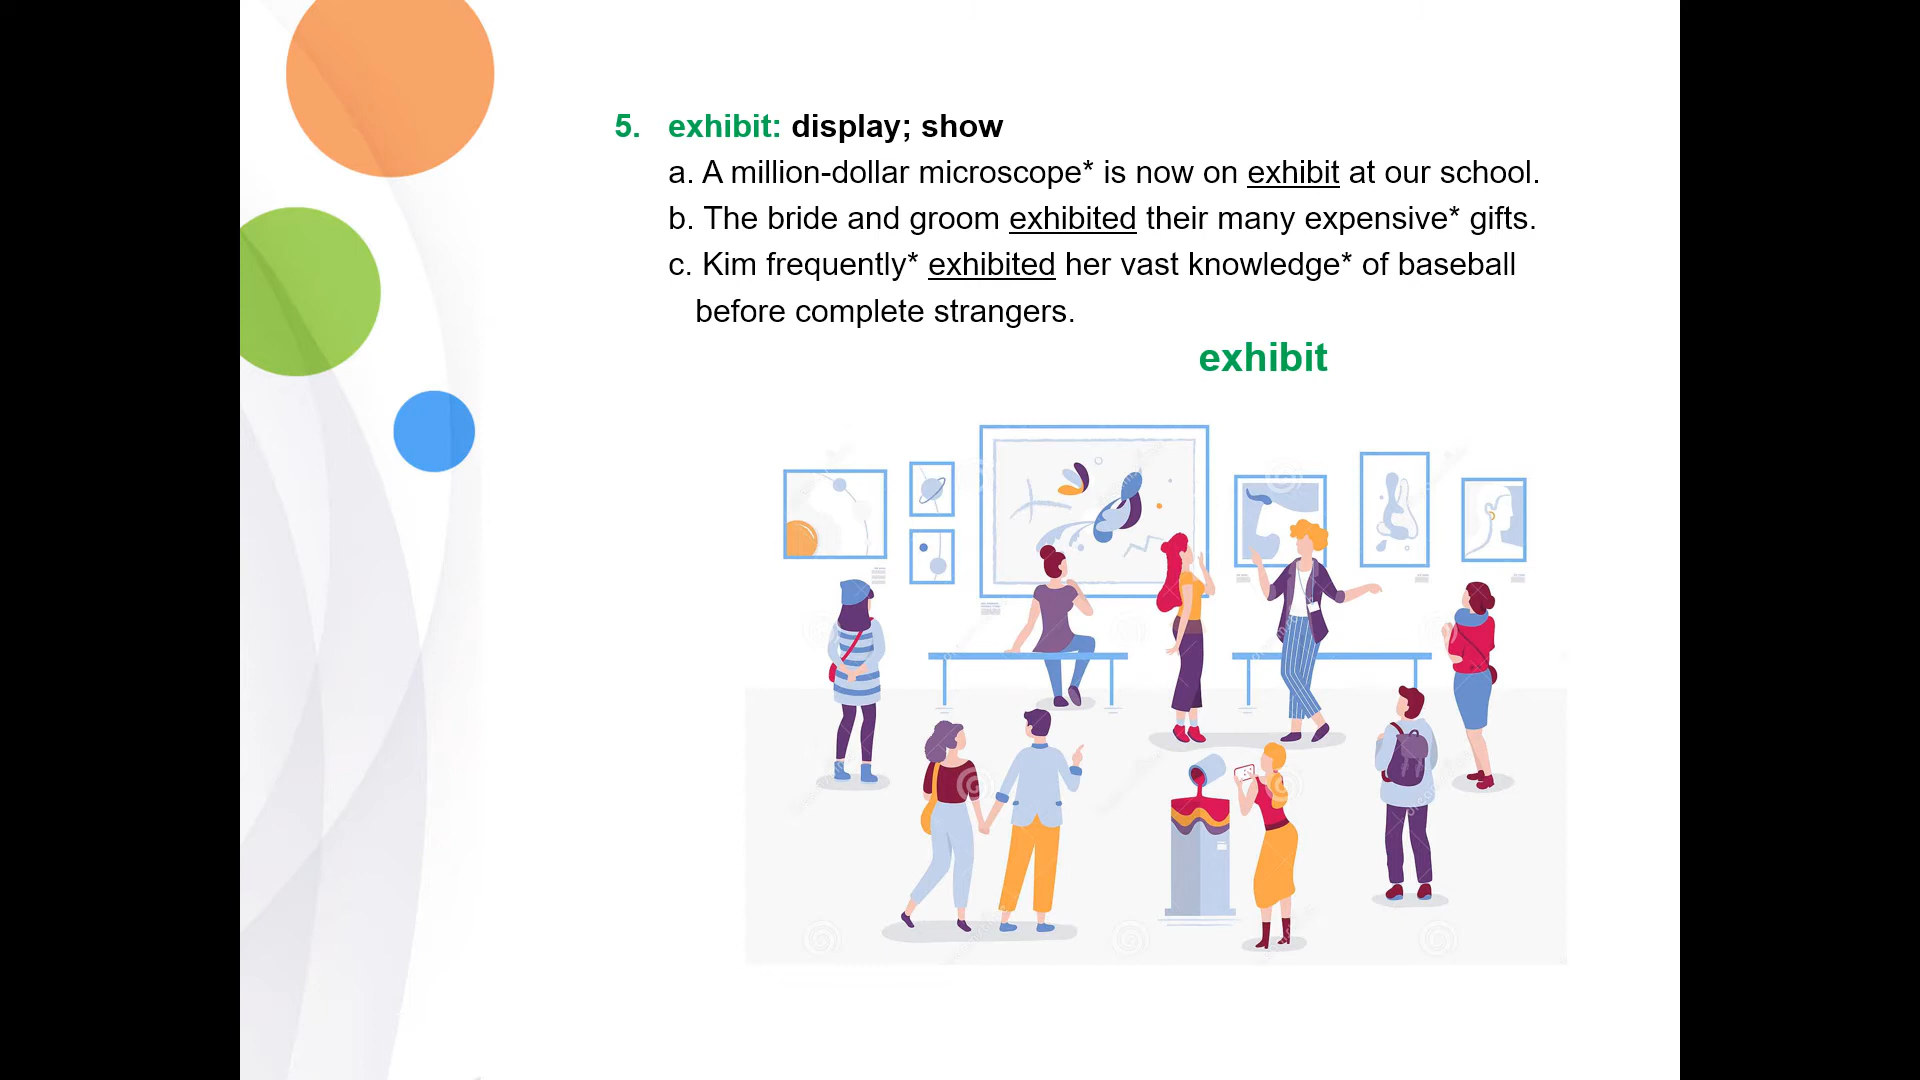 5. exhibit: display; show
a. A million-dollar microscope* is now on exhibit at our school.
b. The bride and groom exhibited their many expensive* gifts.
c. Kim frequently* exhibited her vast knowledge* of baseball
before complete strangers.
exhibit